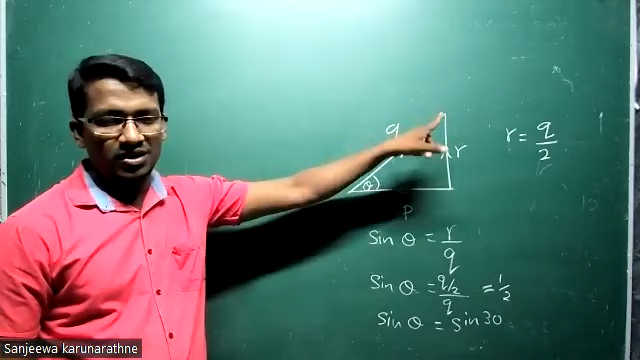 q
r
θ
P
r = q/2
Sin θ = r/q
Sin θ = q/2/q = 1/2
Sin θ = Sin 30
Sanjeewa karunarathne